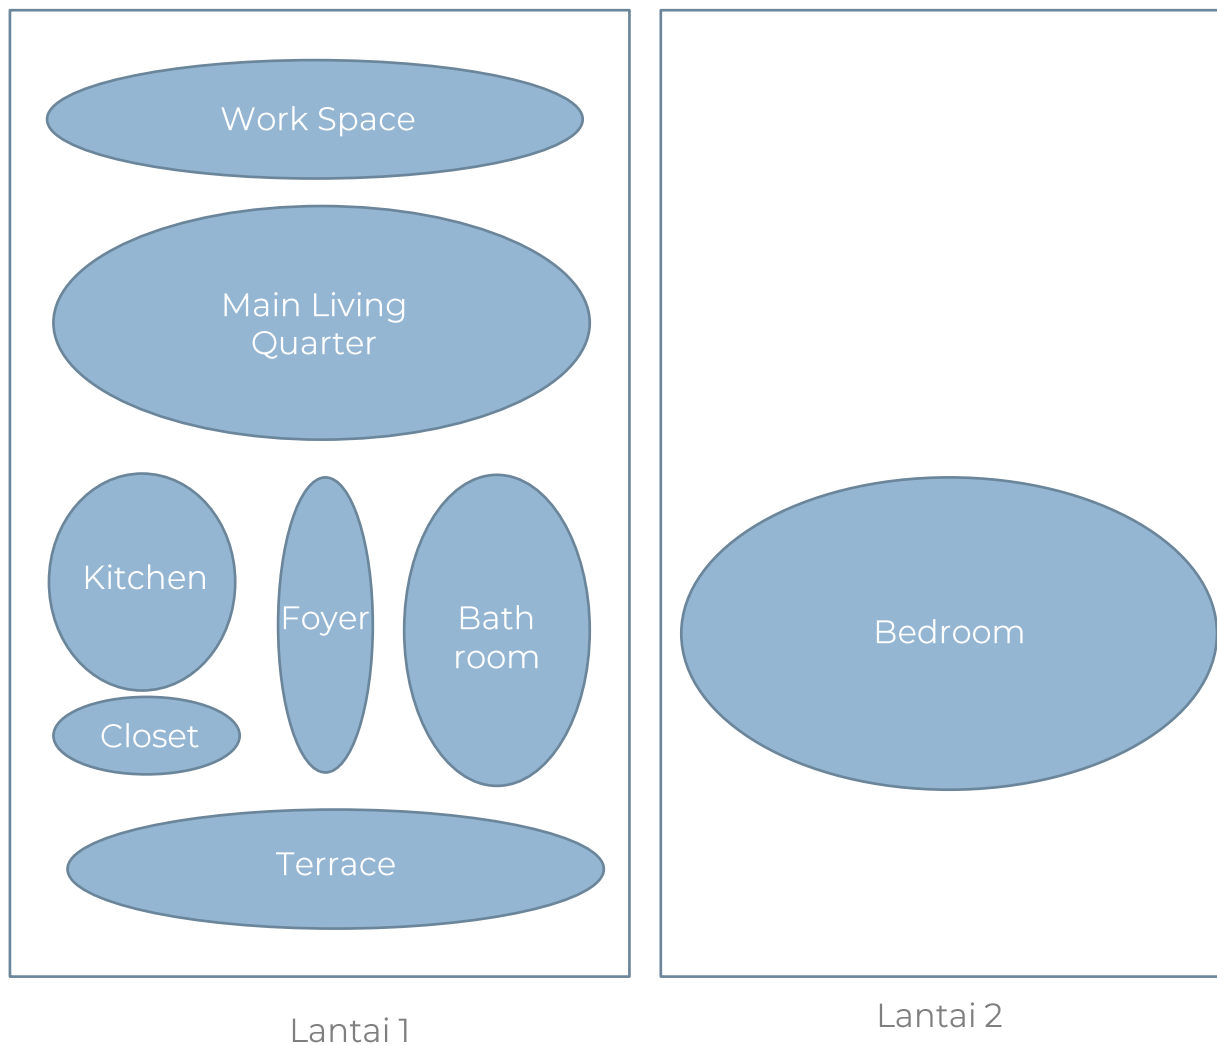 Work Space
Main Living
Quarter
Kitchen
Foyer
Bath
room
Closet
Terrace
Lantai 1
Bedroom
Lantai 2